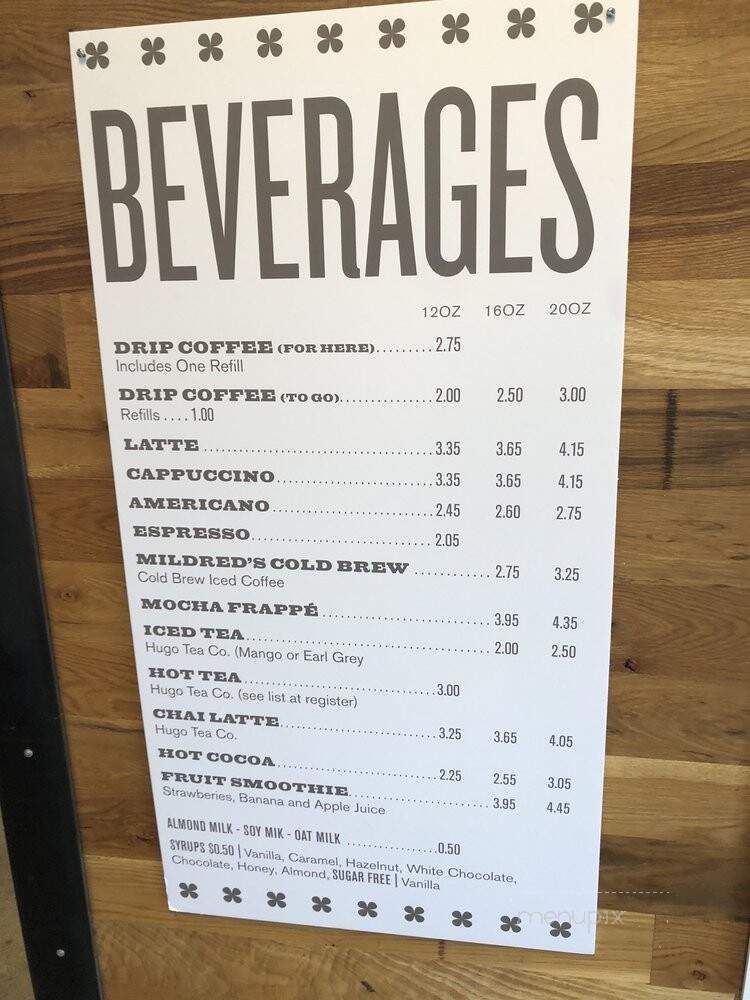 BEVERAGES
12OZ 16OZ 20OZ
DRIP COFFEE (FOR HERE)......... 2.75
Includes One Refill
DRIP COFFEE (TO GO)............... 2.00 2.50 3.00
Refills .... 1.00
LATTE ..................................... 3.35 3.65 4.15
CAPPUCCINO......................... 3.35 3.65 4.15
AMERICANO.......................... 2.45 2.60 2.75
ESPRESSO............................. 2.05
MILDRED'S COLD BREW ............ 2.75 3.25
Cold Brew Iced Coffee
MOCHA FRAPPÉ........................... 3.95 4.35
ICED TEA....................................... 2.00 2.50
Hugo Tea Co. (Mango or Earl Grey
HOT TEA.............................. 3.00
Hugo Tea Co. (see list at register)
CHAI LATTE......................... 3.25 3.65 4.05
Hugo Tea Co.
HOT COCOA......................... 2.25 2.55 3.05
FRUIT SMOOTHIE....................... 3.95 4.45
Strawberries, Banana and Apple Juice
ALMOND MILK - SOY MIK - OAT MILK ................0.50
SYRUPS $0.50 | Vanilla, Caramel, Hazelnut, White Chocolate,
Chocolate, Honey, Almond, SUGAR FREE | Vanilla
menupix